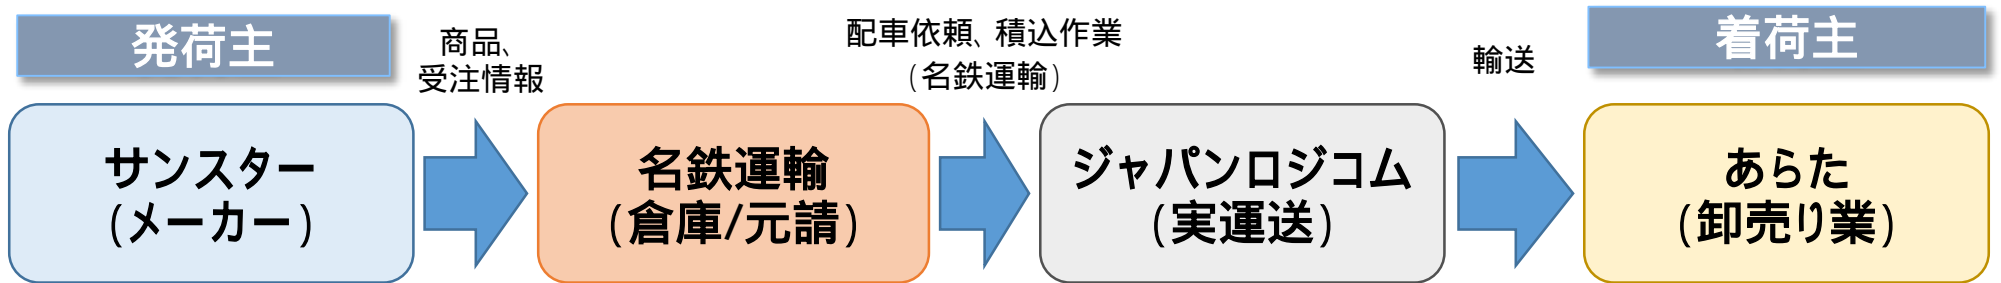 発荷主
商品、
受注情報
配車依頼、積込作業
(名鉄運輸)
輸送
着荷主
サンスター
(メーカー)
名鉄運輸
(倉庫/元請)
ジャパンロジコム
(実運送)
あらた
(卸売り業)